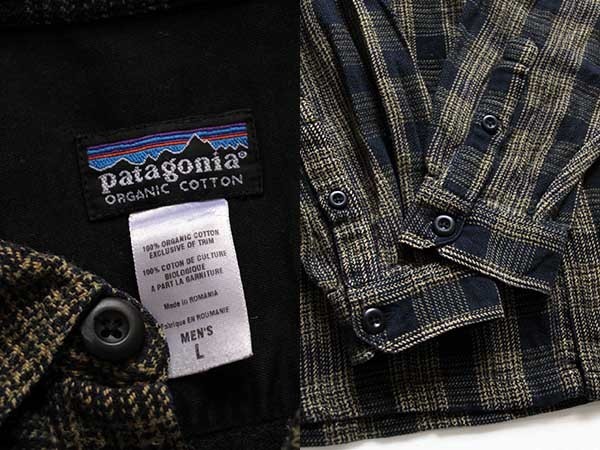 patagonia®
ORGANIC COTTON
100% ORGANIC COTTON
EXCLUSIVE OF TRIM
100% COTON DE CULTURE
BIOLOGIQUE
A PART LA GARNITURE
Made in ROMANIA
Fabrique EN ROUMANIE
MEN'S
L